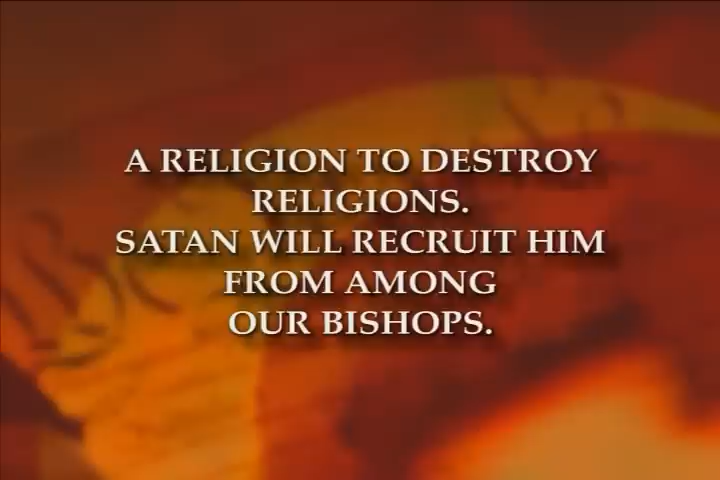 A RELIGION TO DESTROY
RELIGIONS.
SATAN WILL RECRUIT HIM
FROM AMONG
OUR BISHOPS.